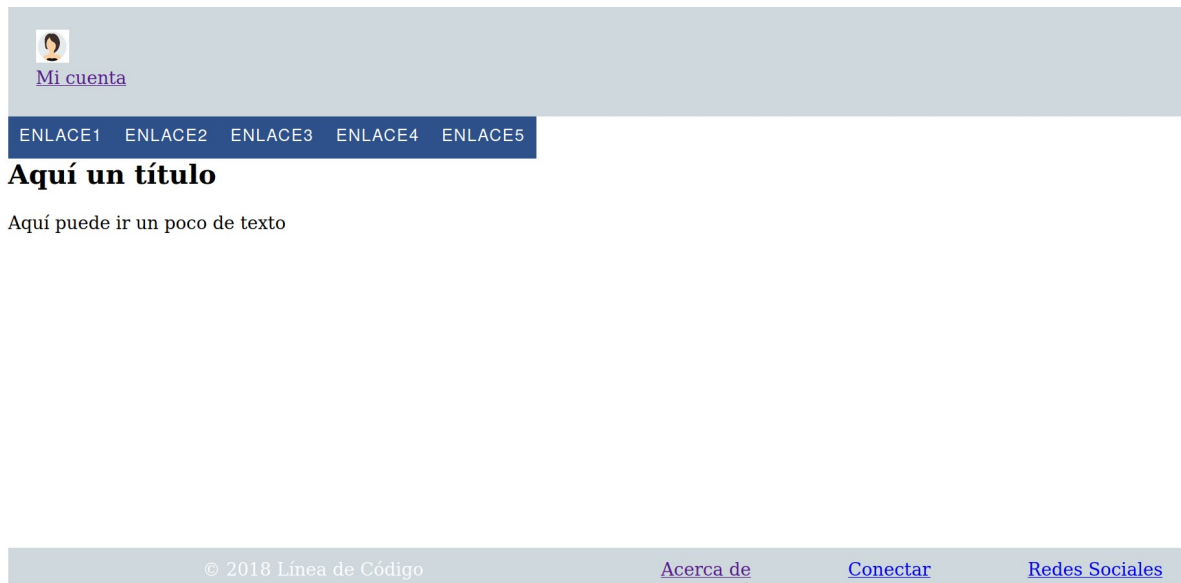 Mi cuenta
ENLACE1 ENLACE2 ENLACE3 ENLACE4 ENLACE5
Aquí un título
Aquí puede ir un poco de texto
© 2018 Línea de Código Acerca de Conectar Redes Sociales